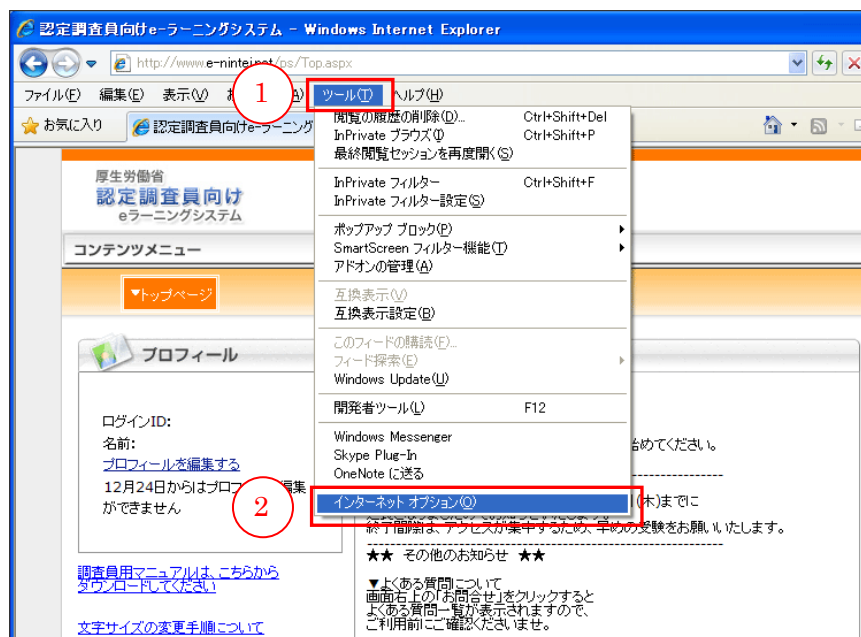 認定調査員向けe-ラーニングシステム - Windows Internet Explorer
http://www.e-nintei.net/ps/Top.aspx
ファイル(F) 編集(E) 表示(V) お A) ツール(T) ヘルプ(H)
1
お気に入り
認定調査員向けe-ラーニング
閲覧の履歴の削除(D)... Ctrl+Shift+Del
InPrivate ブラウズ(I) Ctrl+Shift+P
最終閲覧セッションを再度開く(S)
InPrivate フィルター Ctrl+Shift+F
InPrivate フィルター設定(S)
ポップアップ ブロック(P)
SmartScreen フィルター機能(T)
アドオンの管理(A)
互換表示(V)
互換表示設定(B)
このフィードの購読(F)...
フィード探索(E)
Windows Update(U)
開発者ツール(L) F12
Windows Messenger
Skype Plug-In
OneNote に送る
インターネット オプション(O)
2
厚生労働省
認定調査員向け
eラーニングシステム
コンテンツメニュー
▼トップページ
プロフィール
ログインID:
名前:
プロフィールを編集する
12月24日からはプロフ 編集
ができません
調査員用マニュアルは、こちらから
ダウンロードしてください
文字サイズの変更手順について
始めてください。
(木)までに
終了間際は、アクセスが集中するため、早めの受験をお願いいたします。
★★ その他のお知らせ ★★
▼よくある質問について
画面右上の「お問合せ」をクリックすると
よくある質問一覧が表示されますので、
ご利用前にご確認くださいませ。